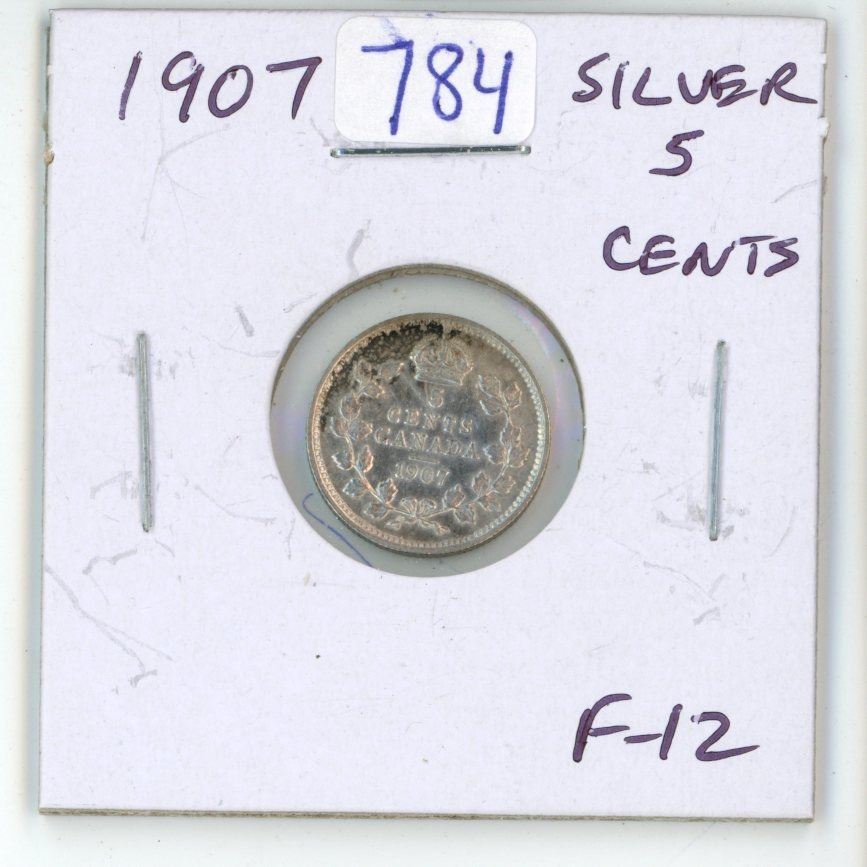 1907 784 SILVER
5
CENTS
5
CENTS
CANADA
1907
F-12